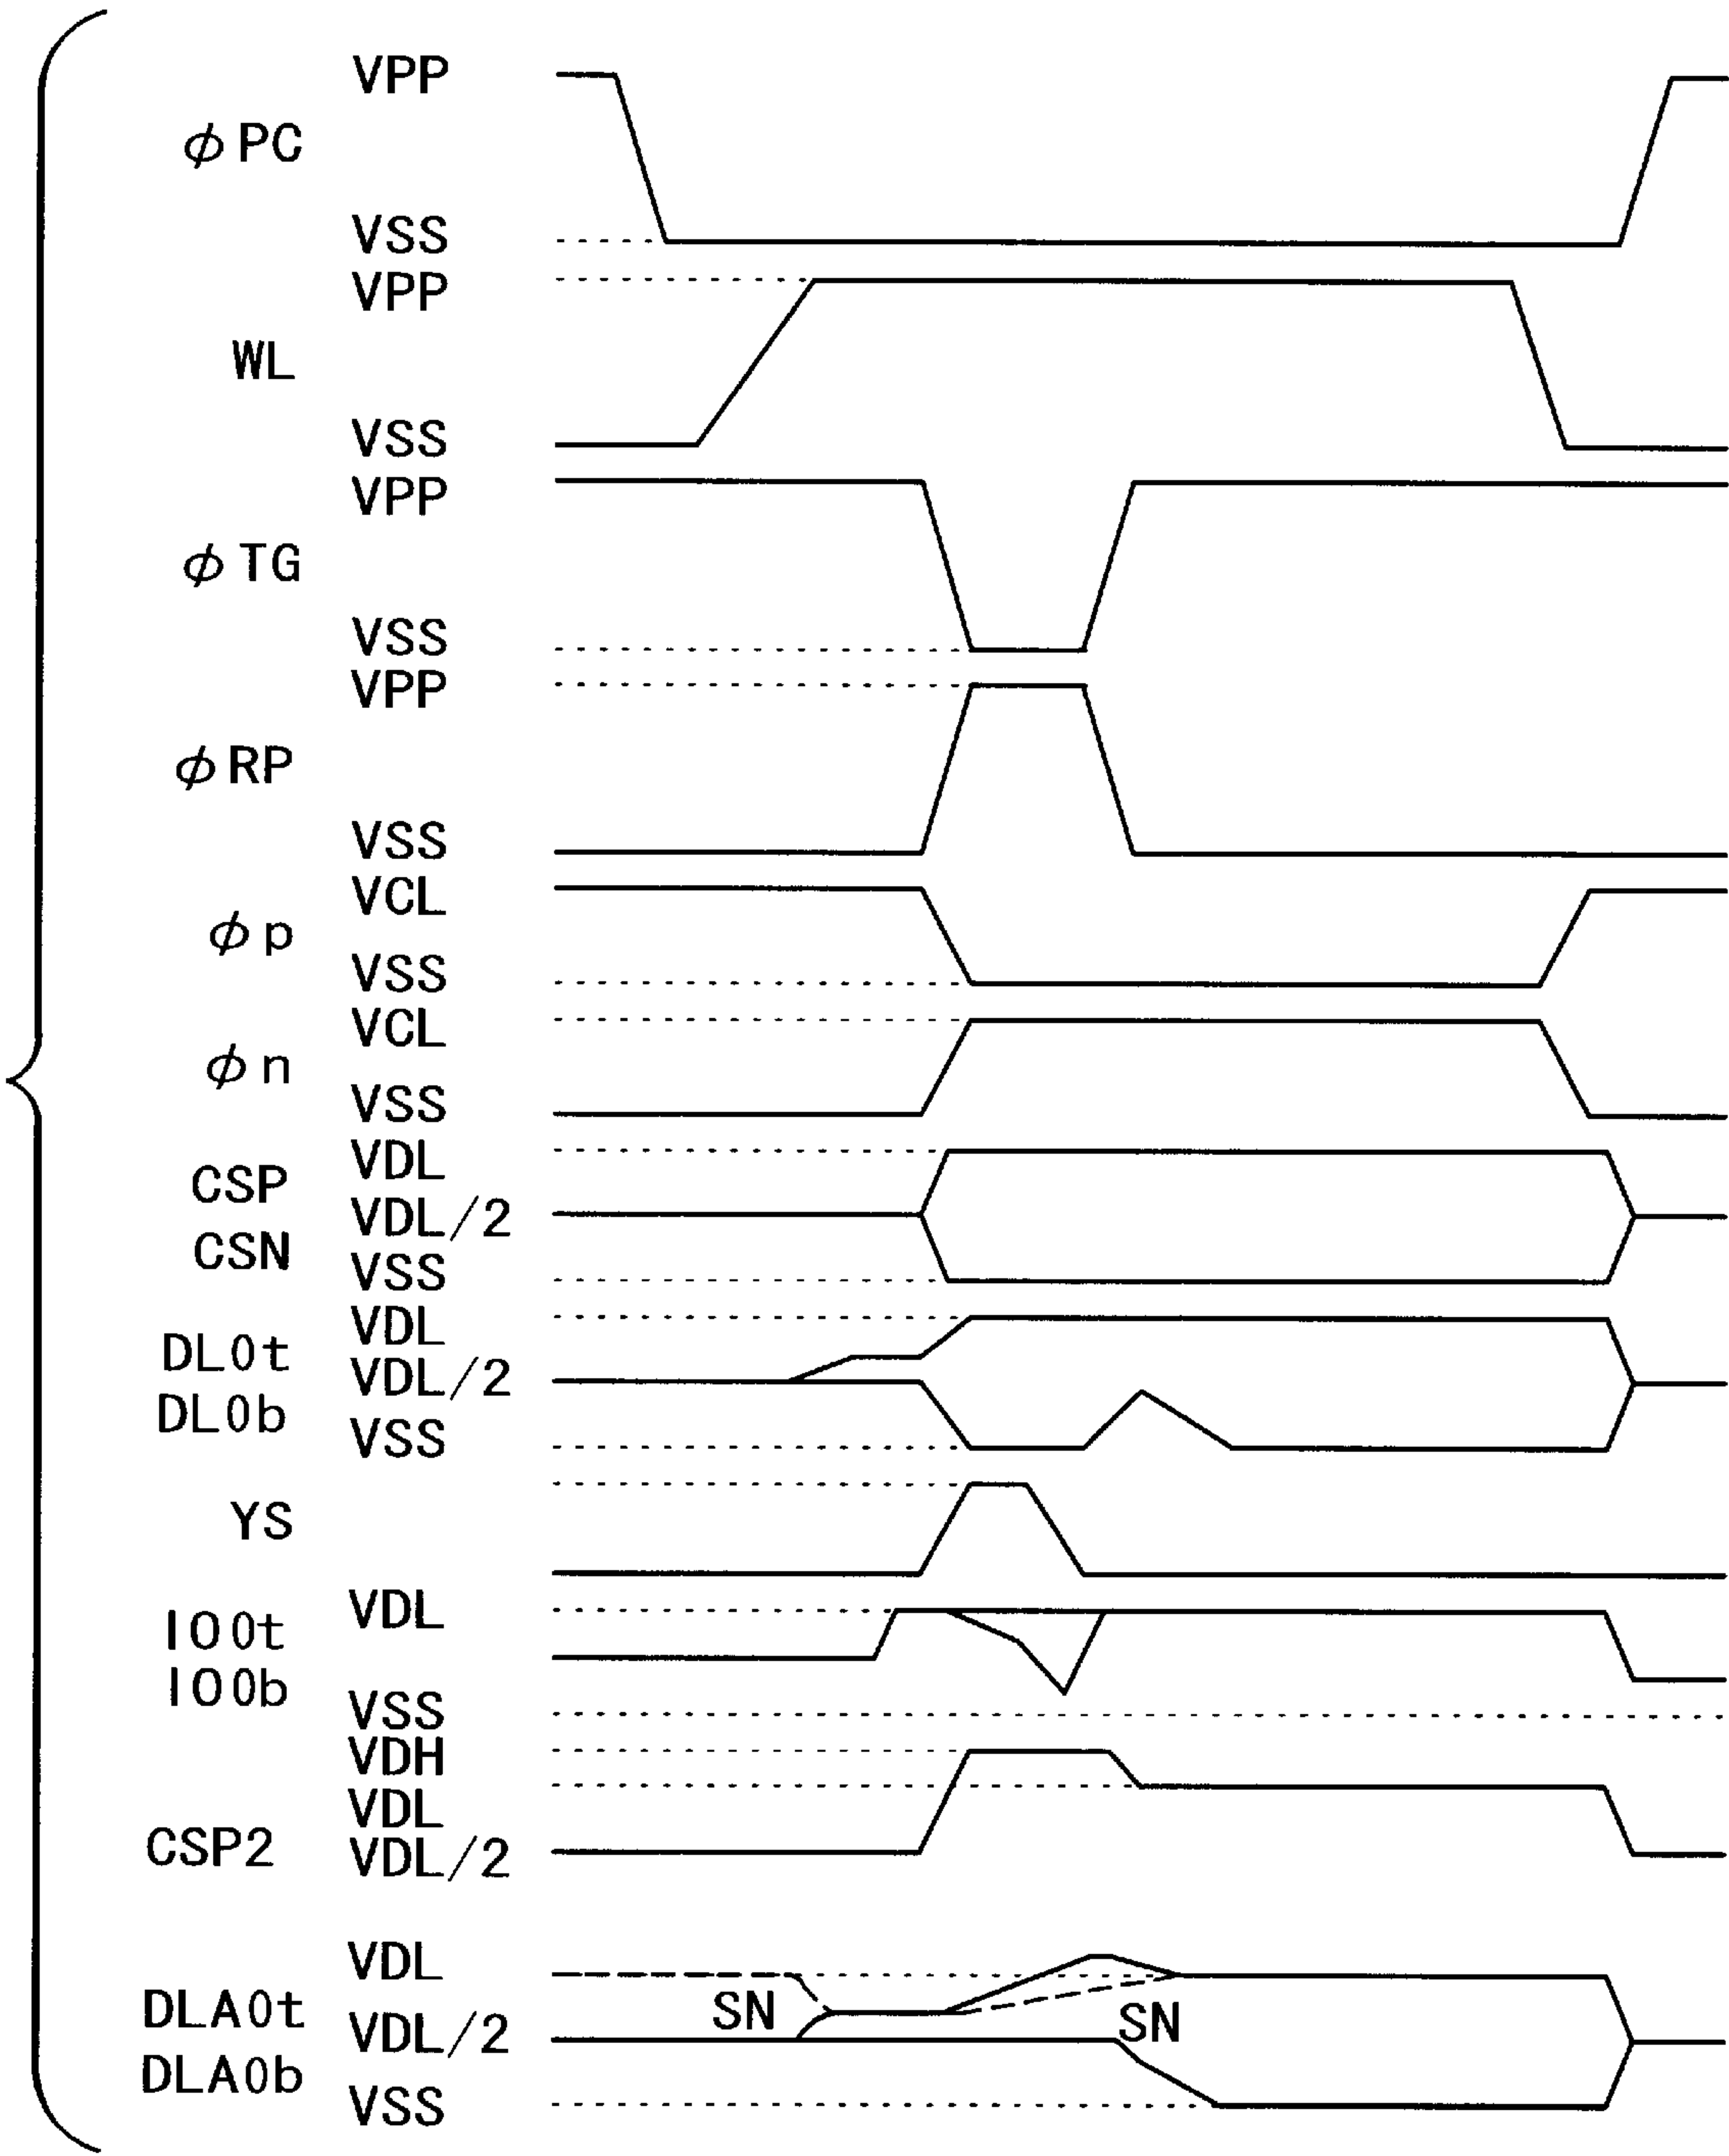 VPP
φPC
VSS
VPP
WL
VSS
VPP
φTG
VSS
VPP
φRP
VSS
VCL
φp
VSS
VCL
φn
VSS
VDL
CSP
VDL/2
CSN
VSS
VDL
DL0t
VDL/2
DL0b
VSS
YS
VDL
IO0t
IO0b
VSS
VDH
VDL
CSP2
VDL/2
VDL
DLA0t
SN
SN
VDL/2
DLA0b
VSS